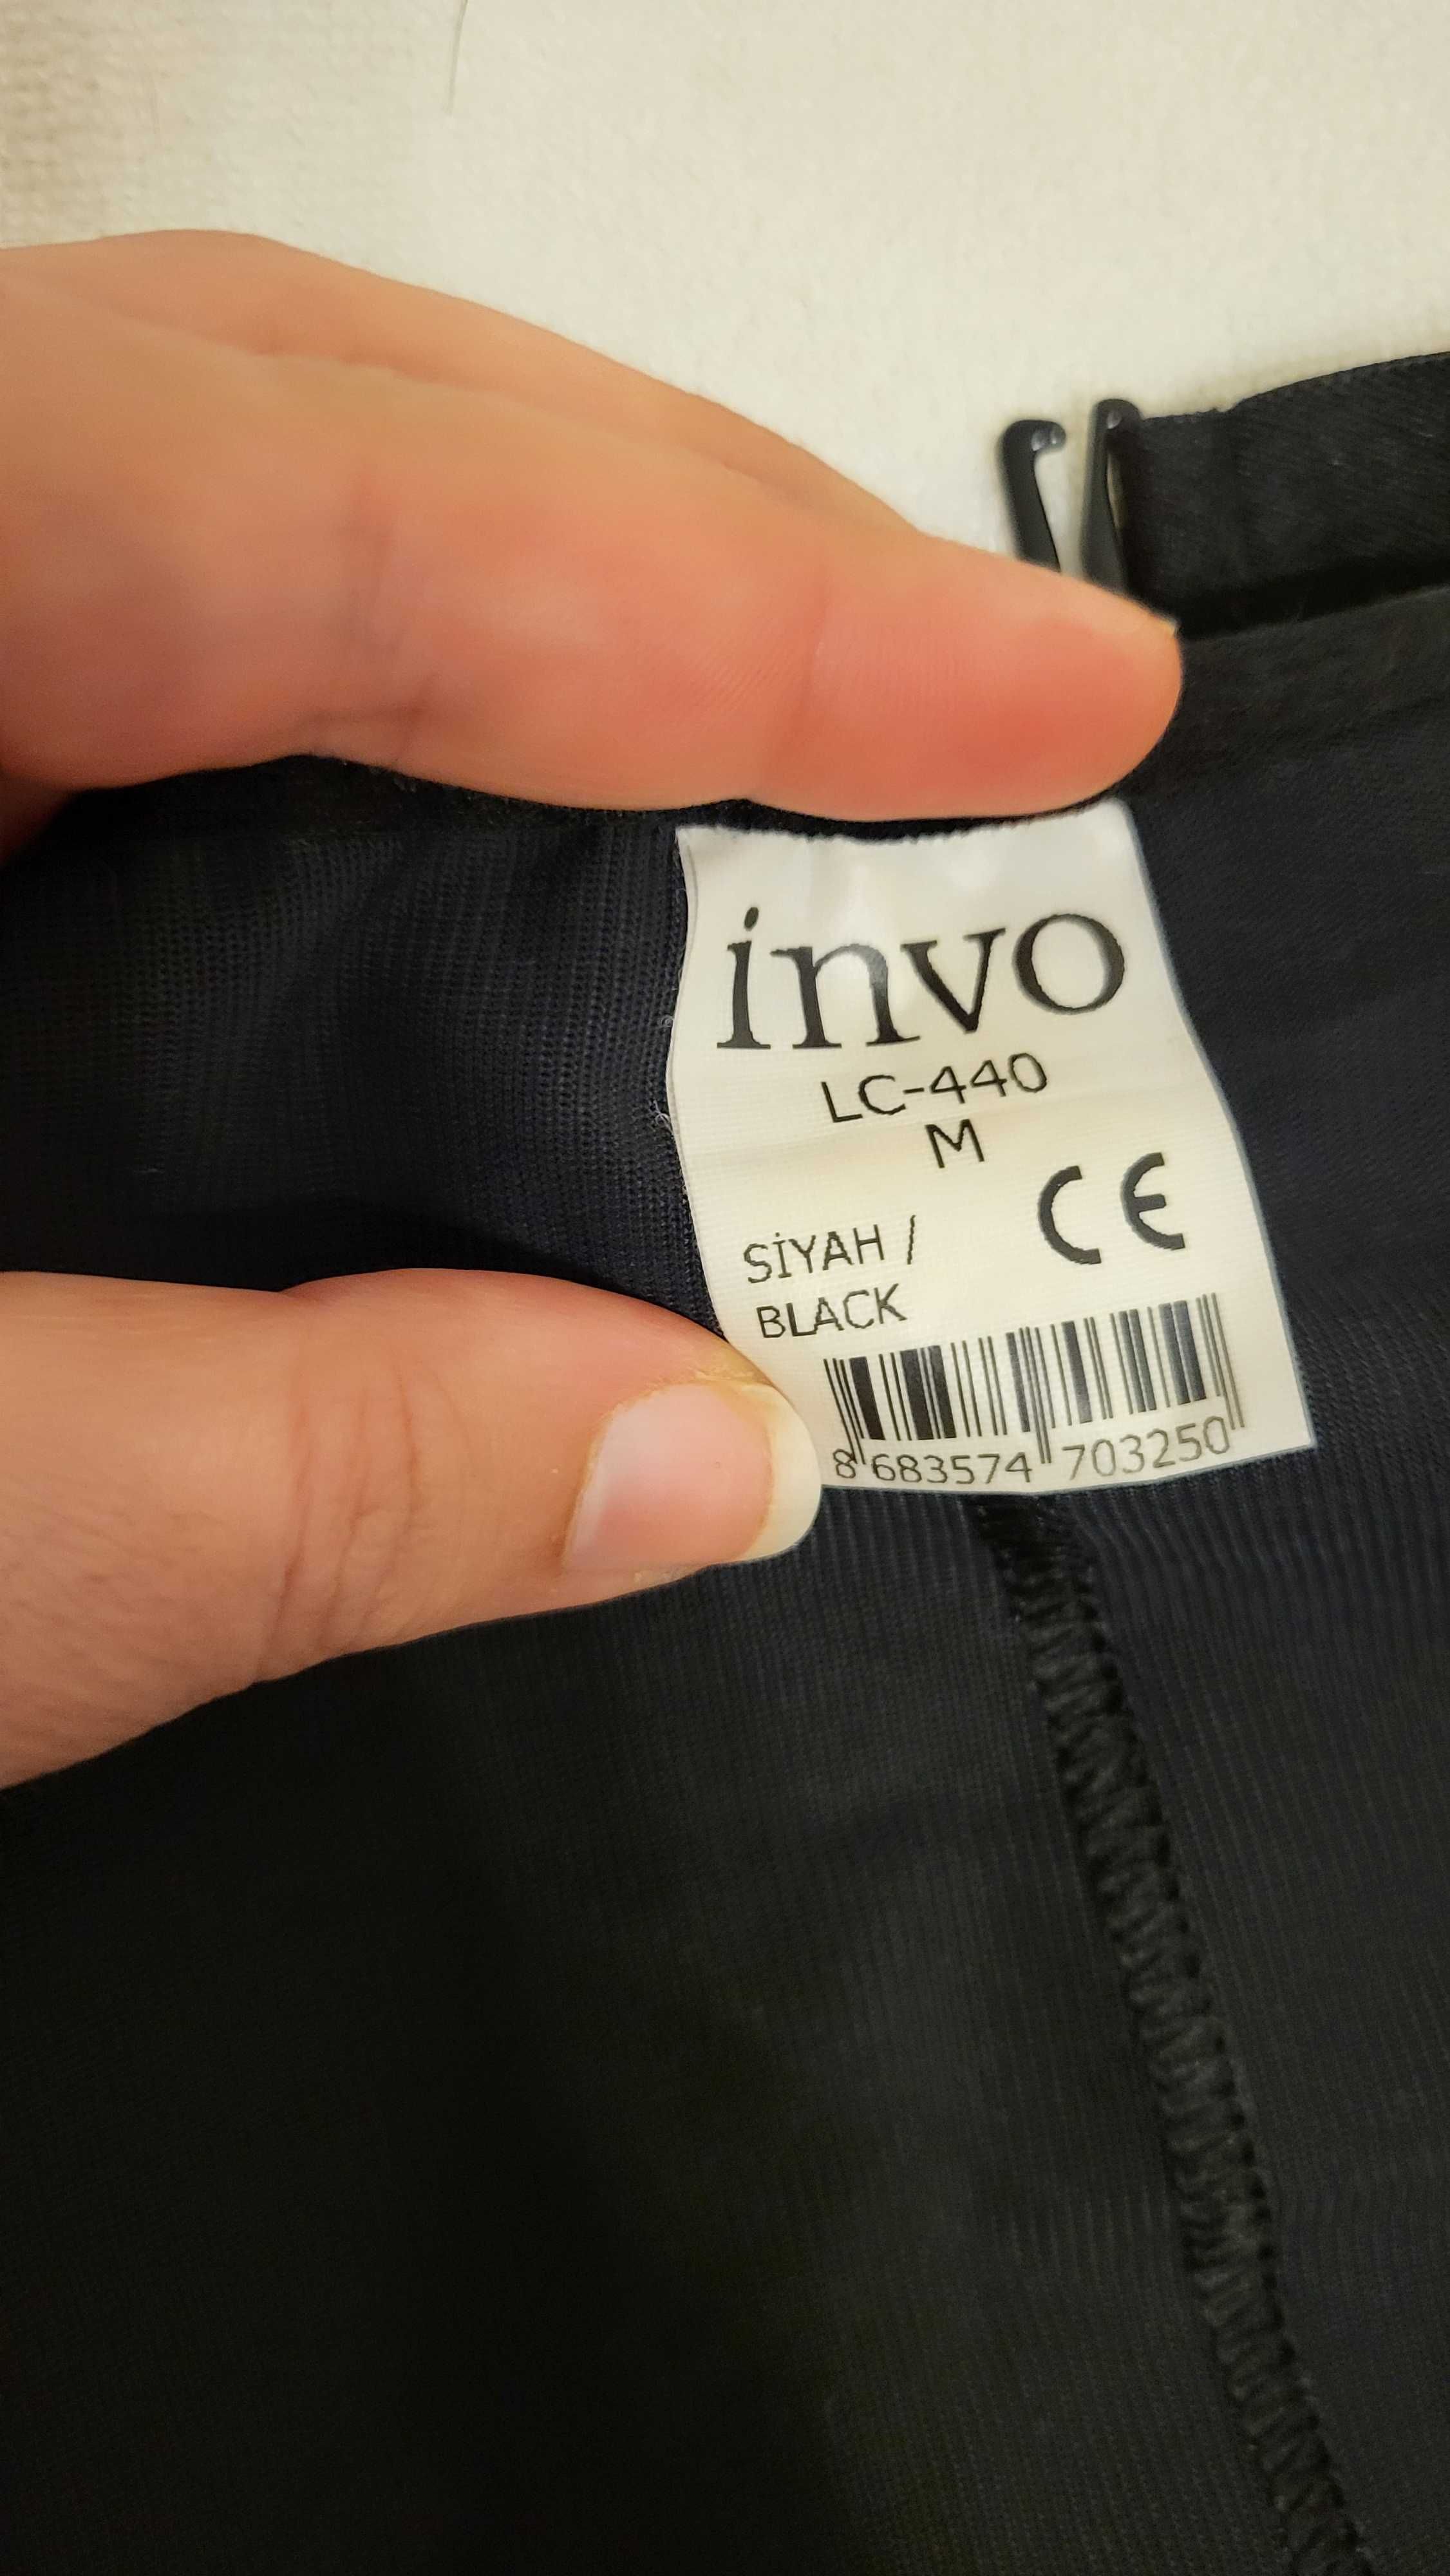 invo
LC-440
M
CE
SİYAH /
BLACK
8 683574 703250